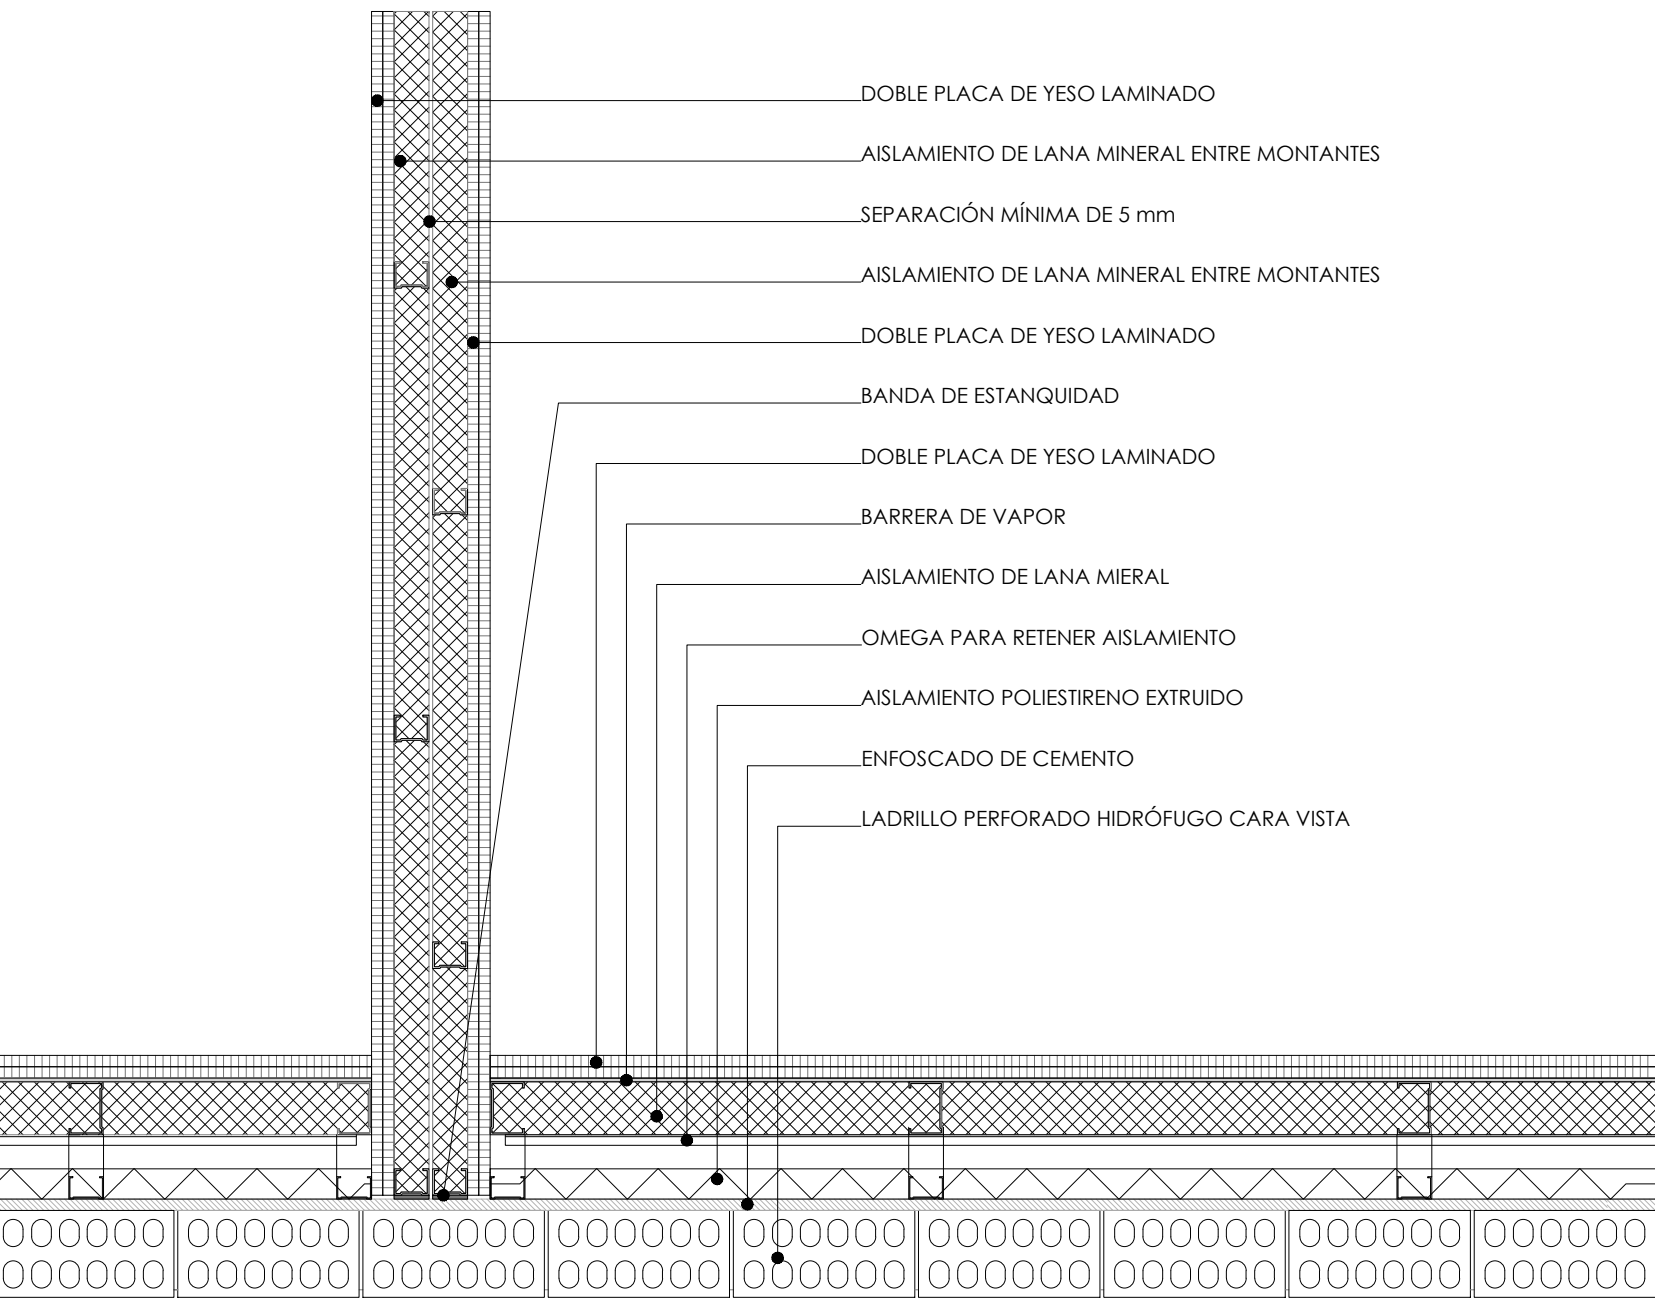 DOBLE PLACA DE YESO LAMINADO
AISLAMIENTO DE LANA MINERAL ENTRE MONTANTES
SEPARACIÓN MÍNIMA DE 5 mm
AISLAMIENTO DE LANA MINERAL ENTRE MONTANTES
DOBLE PLACA DE YESO LAMINADO
BANDA DE ESTANQUIDAD
DOBLE PLACA DE YESO LAMINADO
BARRERA DE VAPOR
AISLAMIENTO DE LANA MIERAL
OMEGA PARA RETENER AISLAMIENTO
AISLAMIENTO POLIESTIRENO EXTRUIDO
ENFOSCADO DE CEMENTO
LADRILLO PERFORADO HIDRÓFUGO CARA VISTA